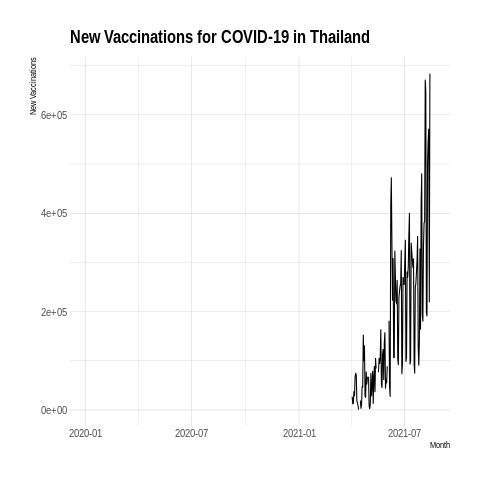 New Vaccinations for COVID-19 in Thailand
New Vaccinations
6e+05
4e+05
2e+05
0e+00
2020-01 2020-07 2021-01 2021-07
Month